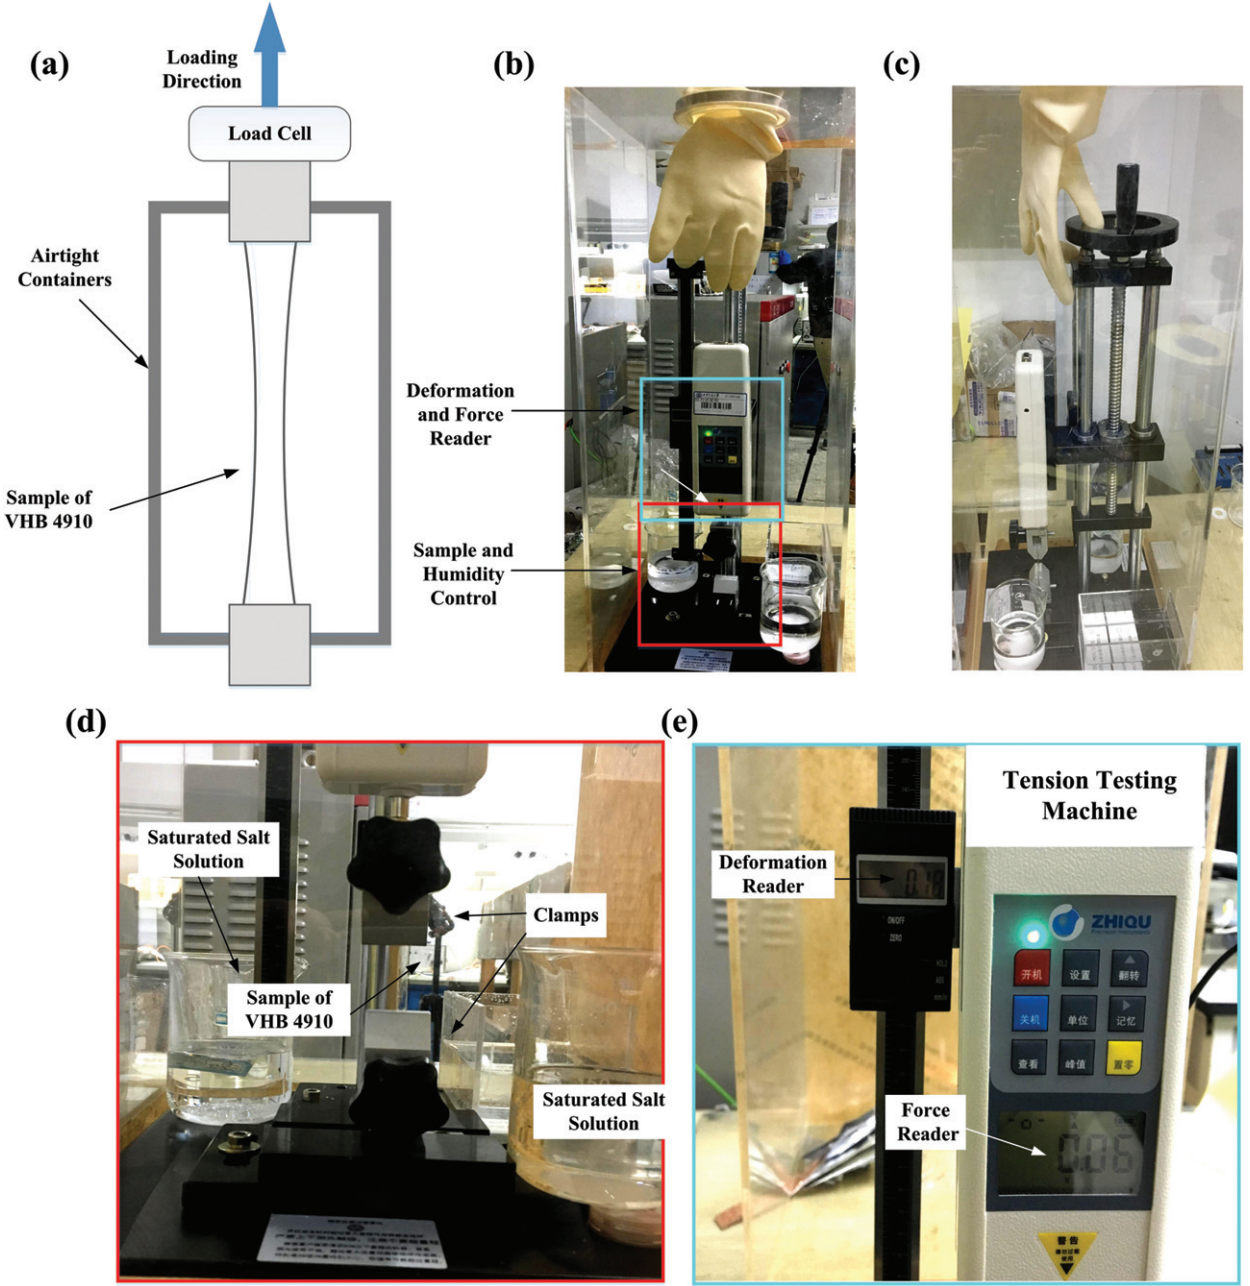 (a)
Loading
Direction
Load Cell
Airtight
Containers
Sample of
VHB 4910
(b)
(c)
Deformation
and Force
Reader
Sample and
Humidity
Control
(d)
Saturated Salt
Solution
Clamps
Sample of
VHB 4910
Saturated Salt
Solution
(e)
Tension Testing
Machine
Deformation
Reader
0.18
ON/OFF
ZERO
ZHIQU
开机 设置 翻转
关机 单位 记忆
查看 峰值 置零
Force
Reader
0.06
警告